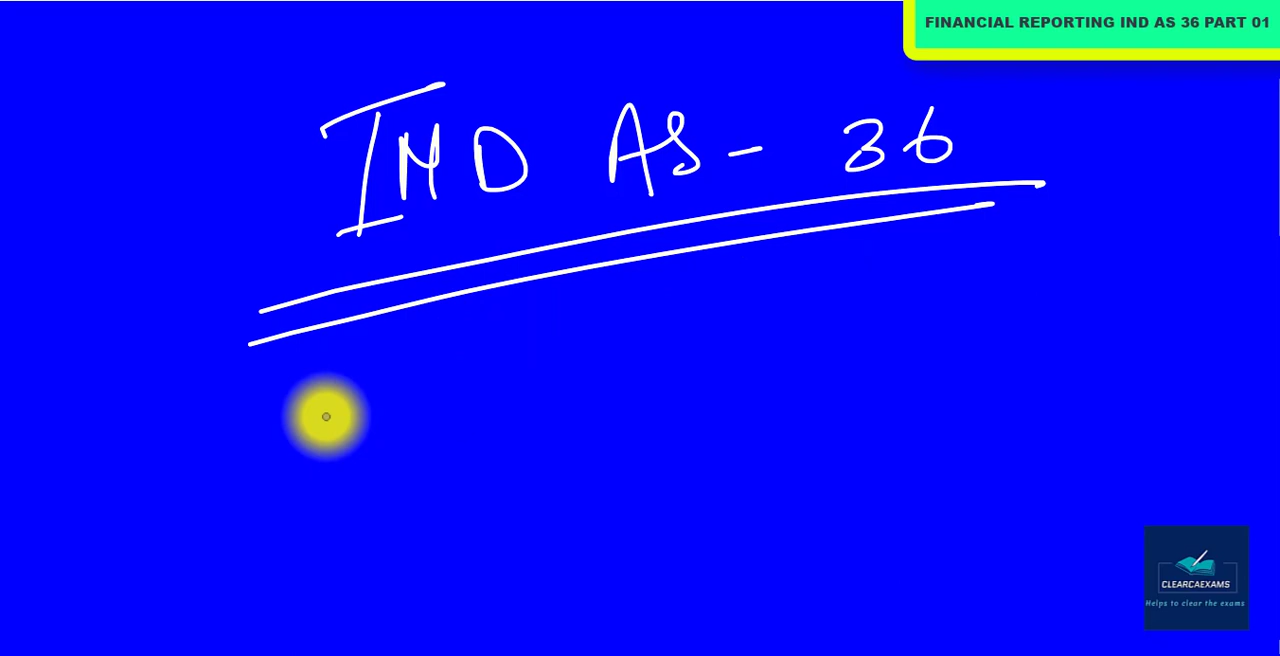 FINANCIAL REPORTING IND AS 36 PART 01
IND AS - 36
CLEARCAEXAMS
Helps to clear the exams